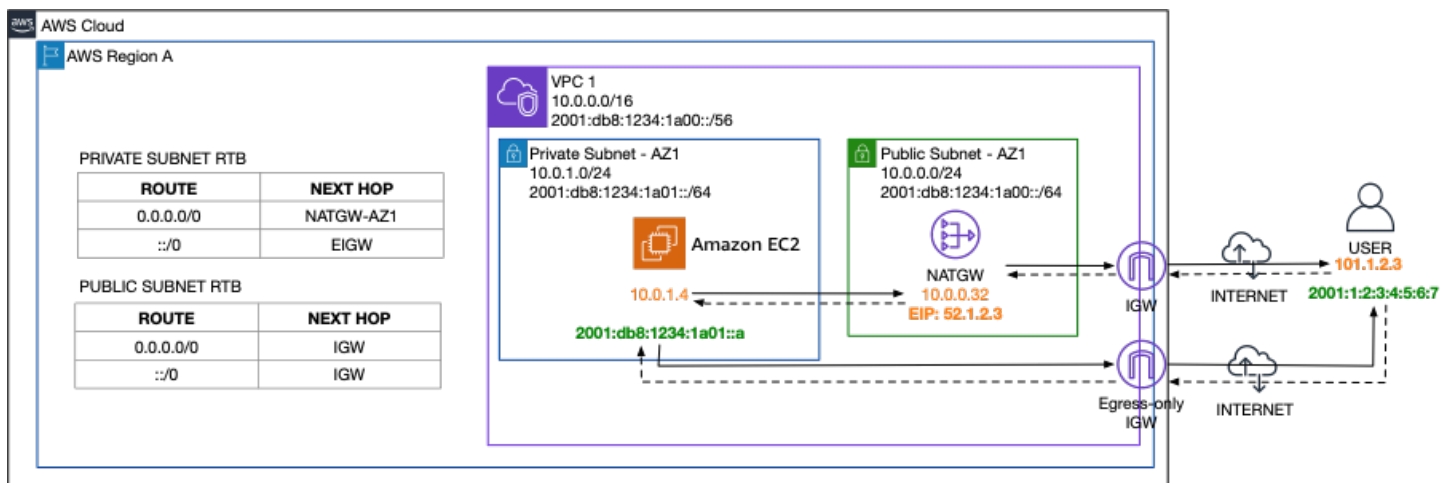 aws AWS Cloud
AWS Region A
VPC 1
10.0.0.0/16
2001:db8:1234:1a00::/56
PRIVATE SUBNET RTB
ROUTE NEXT HOP
0.0.0.0/0 NATGW-AZ1
::/0 EIGW
PUBLIC SUBNET RTB
ROUTE NEXT HOP
0.0.0.0/0 IGW
::/0 IGW
Private Subnet - AZ1
10.0.1.0/24
2001:db8:1234:1a01::/64
Amazon EC2
10.0.1.4
2001:db8:1234:1a01::a
Public Subnet - AZ1
10.0.0.0/24
2001:db8:1234:1a00::/64
NATGW
10.0.0.32
EIP: 52.1.2.3
IGW
INTERNET
USER
101.1.2.3
2001:1:2:3:4:5:6:7
Egress-only
IGW
INTERNET